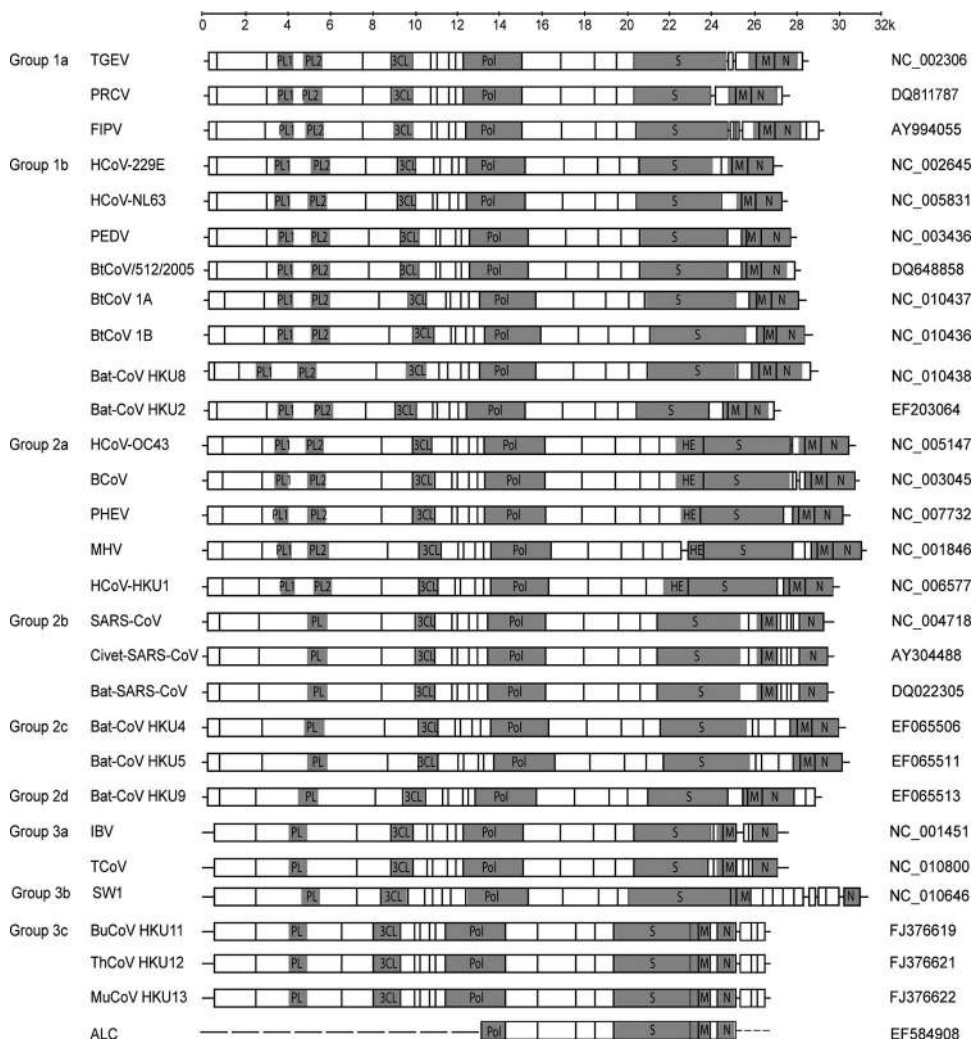 0 2 4 6 8 10 12 14 16 18 20 22 24 26 28 30 32k
Group 1a TGEV PL1 PL2 3CL Pol S M N NC_002306
PRCV PL1 PL2 3CL Pol S M N DQ811787
FIPV PL1 PL2 3CL Pol S M N AY994055
Group 1b HCoV-229E PL1 PL2 3CL Pol S M N NC_002645
HCoV-NL63 PL1 PL2 3CL Pol S M N NC_005831
PEDV PL1 PL2 3CL Pol S M N NC_003436
BtCoV/512/2005 PL1 PL2 3CL Pol S M N DQ648858
BtCoV 1A PL1 PL2 3CL Pol S M N NC_010437
BtCoV 1B PL1 PL2 3CL Pol S M N NC_010436
Bat-CoV HKU8 PL1 PL2 3CL Pol S M N NC_010438
Bat-CoV HKU2 PL1 PL2 3CL Pol S M N EF203064
Group 2a HCoV-OC43 PL1 PL2 3CL Pol HE S M N NC_005147
BCoV PL1 PL2 3CL Pol HE S M N NC_003045
PHEV PL1 PL2 3CL Pol HE S M N NC_007732
MHV PL1 PL2 3CL Pol HE S M N NC_001846
HCoV-HKU1 PL1 PL2 3CL Pol HE S M N NC_006577
Group 2b SARS-CoV PL 3CL Pol S M N NC_004718
Civet-SARS-CoV PL 3CL Pol S M N AY304488
Bat-SARS-CoV PL 3CL Pol S M N DQ022305
Group 2c Bat-CoV HKU4 PL 3CL Pol S M N EF065506
Bat-CoV HKU5 PL 3CL Pol S M N EF065511
Group 2d Bat-CoV HKU9 PL 3CL Pol S M N EF065513
Group 3a IBV PL 3CL Pol S M N NC_001451
TCoV PL 3CL Pol S M N NC_010800
Group 3b SW1 PL 3CL Pol S M N NC_010646
Group 3c BuCoV HKU11 PL 3CL Pol S M N FJ376619
ThCoV HKU12 PL 3CL Pol S M N FJ376621
MuCoV HKU13 PL 3CL Pol S M N FJ376622
ALC Pol S M N EF584908